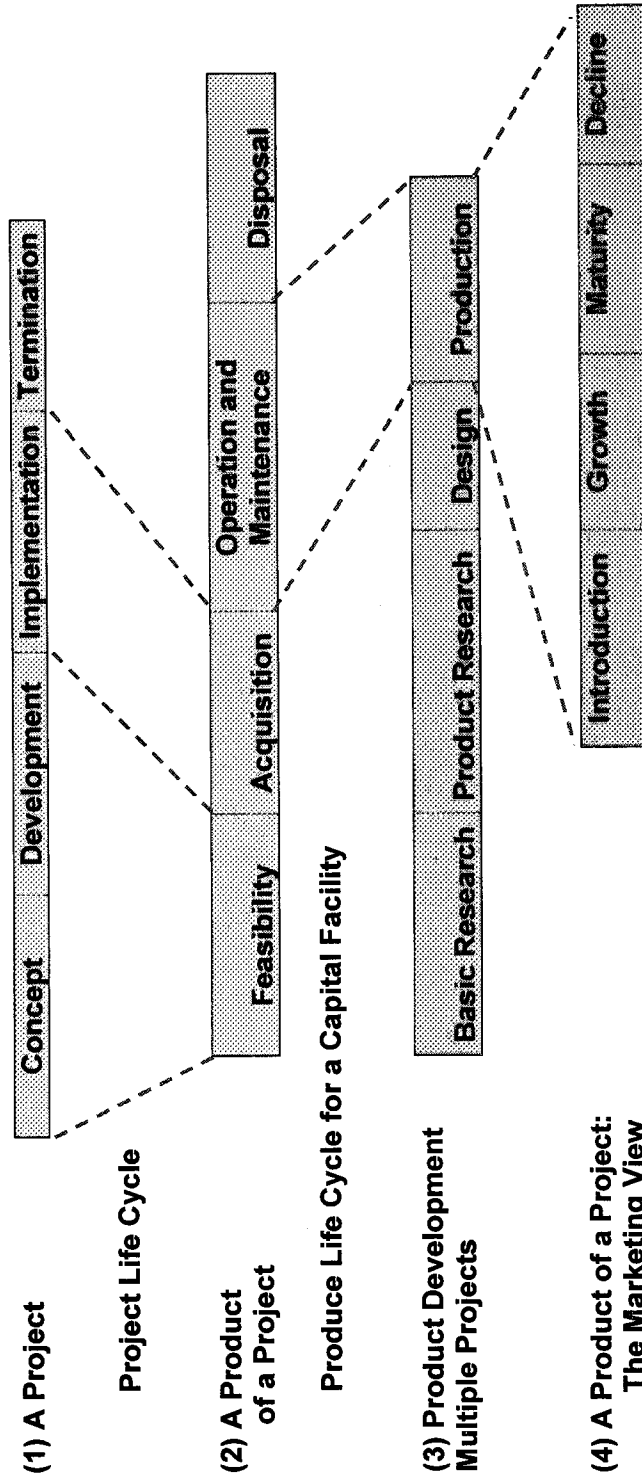 (1) A Project
Concept
Development
Implementation
Termination
Project Life Cycle
(2) A Product
of a Project
Feasibility
Acquisition
Operation and
Maintenance
Disposal
Produce Life Cycle for a Capital Facility
(3) Product Development
Multiple Projects
Basic Research
Product Research
Design
Production
(4) A Product of a Project:
The Marketing View
Introduction
Growth
Maturity
Decline